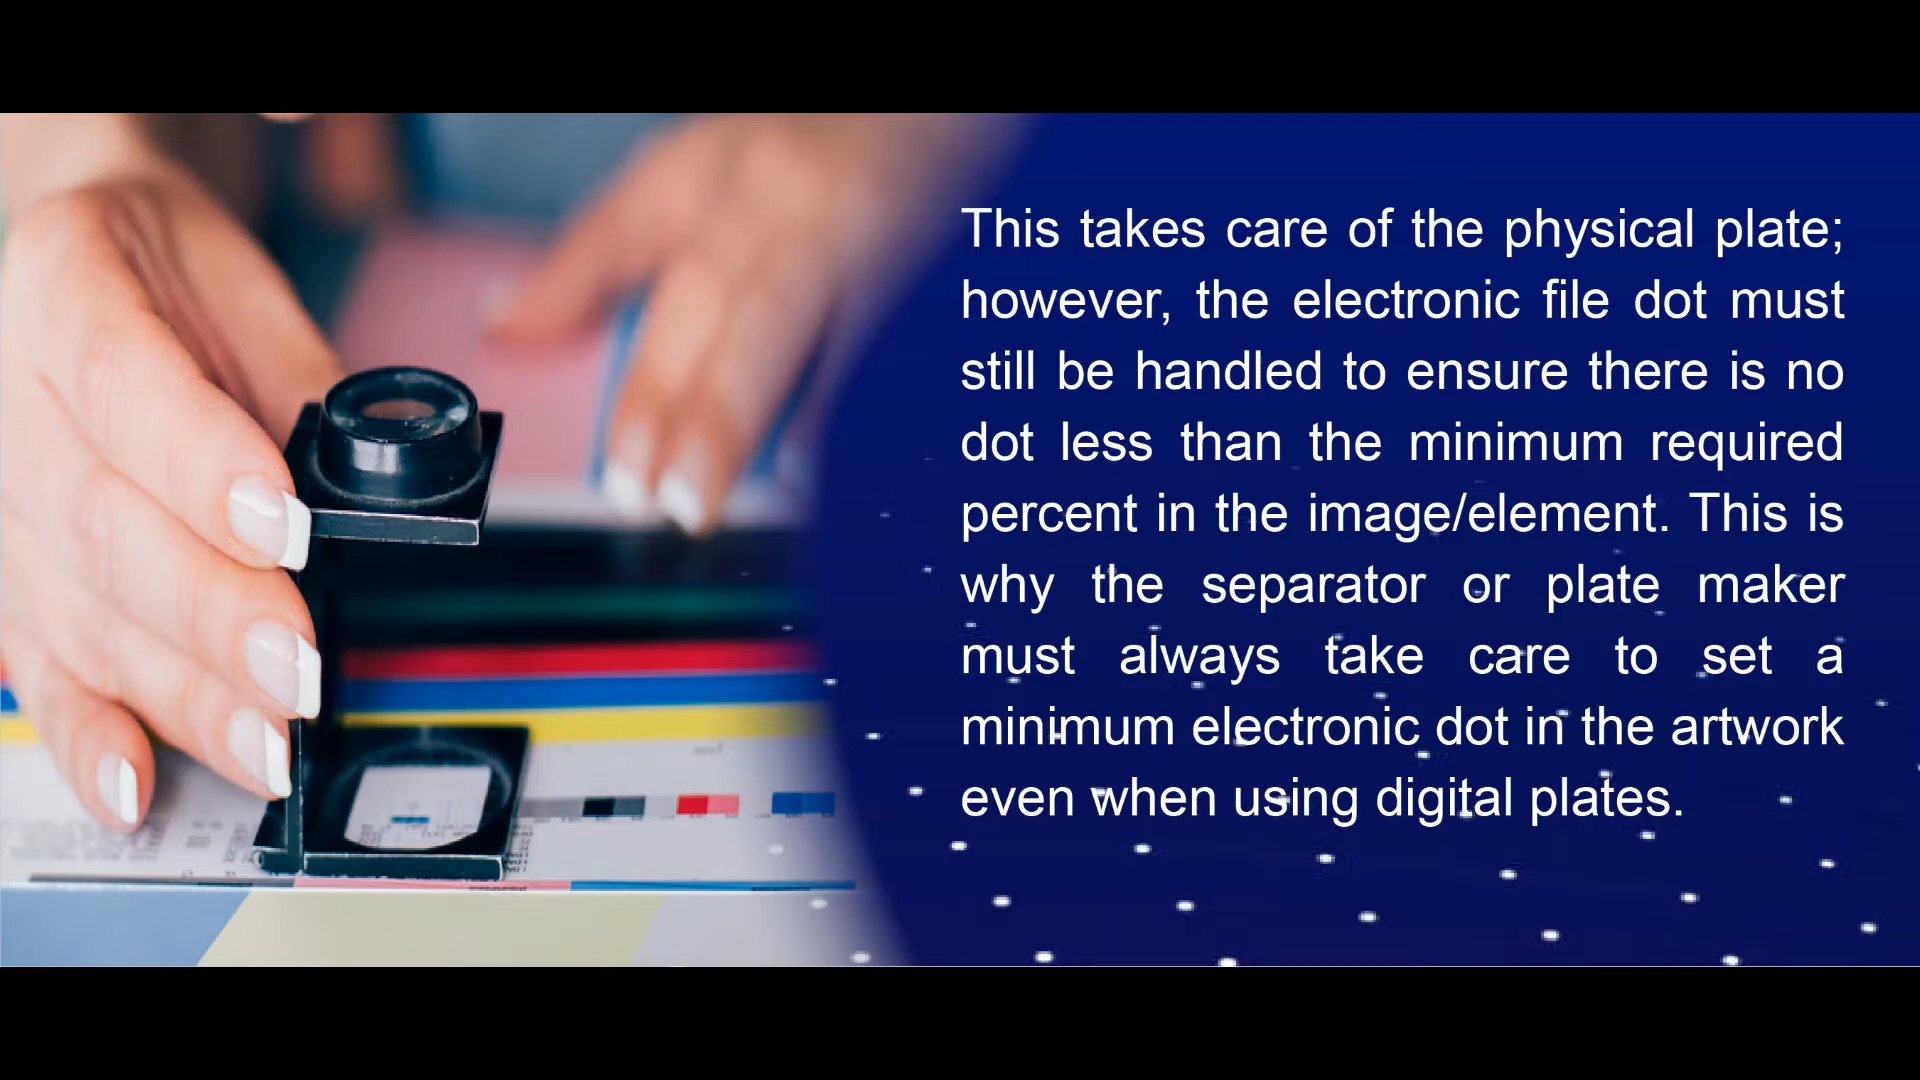 This takes care of the physical plate;
however, the electronic file dot must
still be handled to ensure there is no
dot less than the minimum required
percent in the image/element. This is
why the separator or plate maker
must always take care to set a
minimum electronic dot in the artwork
even when using digital plates.